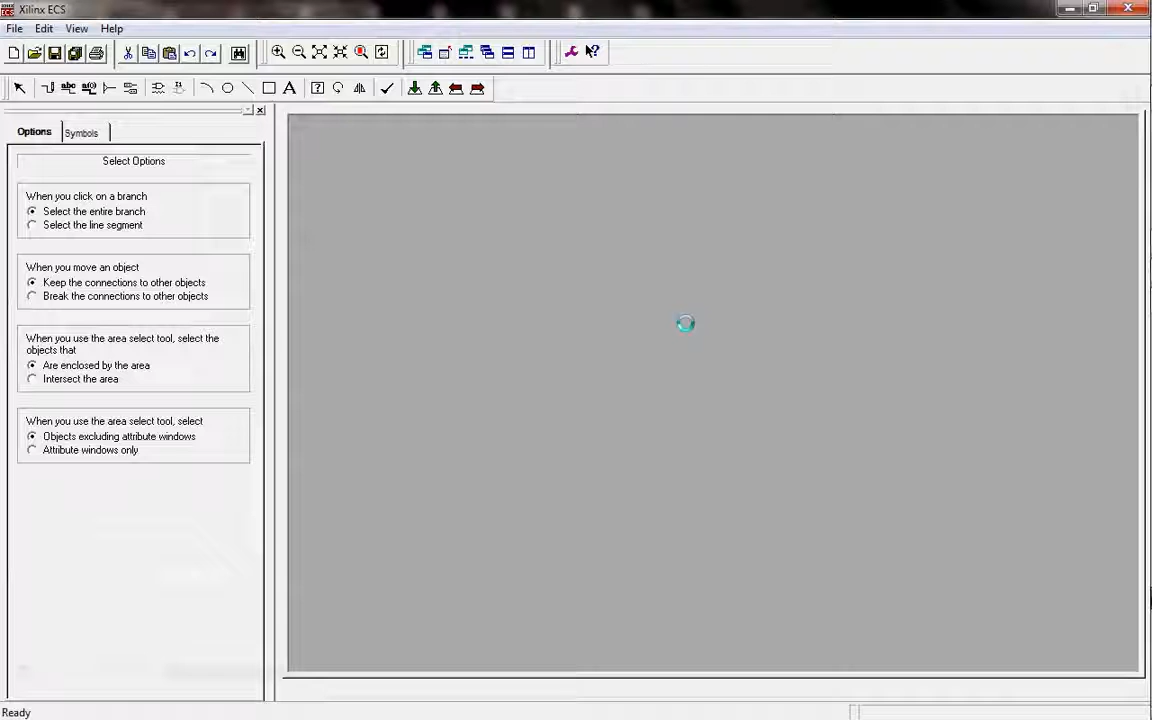 Xilinx ECS
File Edit View Help
Options Symbols
Select Options
When you click on a branch
Select the entire branch
Select the line segment
When you move an object
Keep the connections to other objects
Break the connections to other objects
When you use the area select tool, select the
objects that
Are enclosed by the area
Intersect the area
When you use the area select tool, select
Objects excluding attribute windows
Attribute windows only
Ready